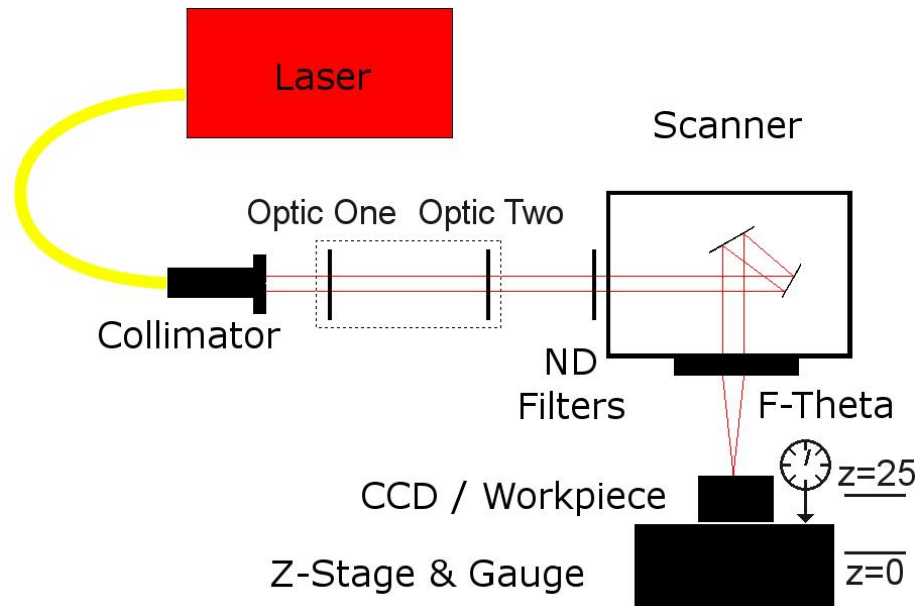 Laser
Scanner
Optic One
Optic Two
Collimator
ND
Filters
F-Theta
z=25
CCD / Workpiece
Z-Stage & Gauge
z=0